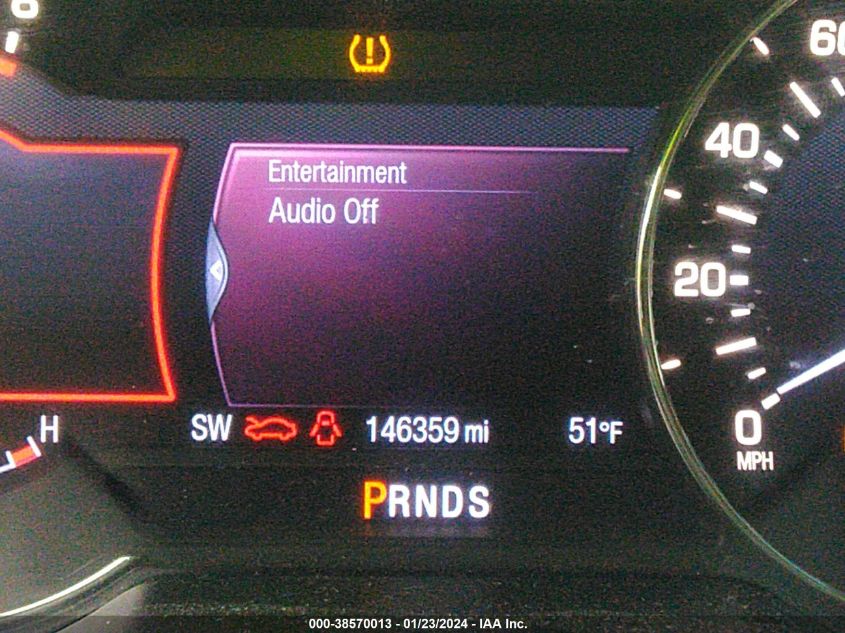 6
60
40
20
0
MPH
Entertainment
Audio Off
H
SW
146359 mi
51°F
PRNDS
000-38570013 - 01/23/2024 - IAA Inc.